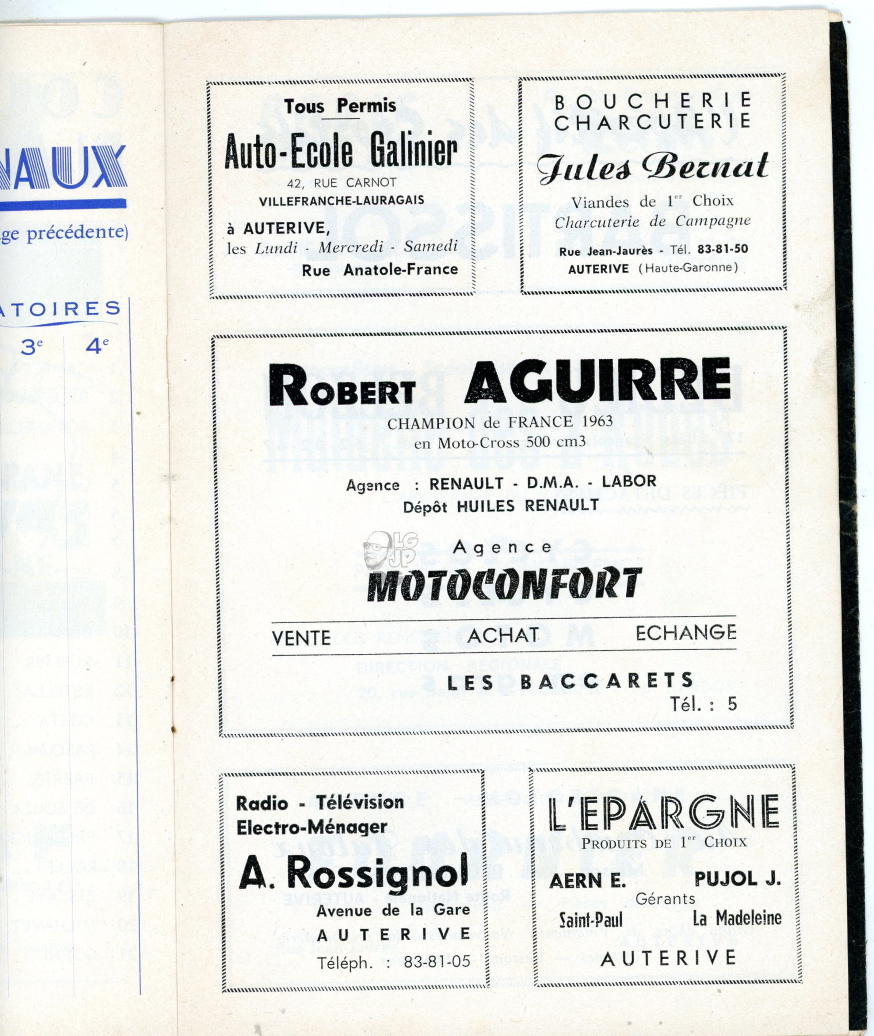 NAUX
ge précédente)
ATOIRES
3e 4e
Tous Permis
Auto-Ecole Galinier
42, RUE CARNOT
VILLEFRANCHE-LAURAGAIS
à AUTERIVE,
les Lundi - Mercredi - Samedi
Rue Anatole-France
BOUCHERIE
CHARCUTERIE
Jules Bernat
Viandes de 1er Choix
Charcuterie de Campagne
Rue Jean-Jaurès - Tél. 83-81-50
AUTERIVE (Haute-Garonne)
ROBERT AGUIRRE
CHAMPION de FRANCE 1963
en Moto-Cross 500 cm3
Agence : RENAULT - D.M.A. - LABOR
Dépôt HUILES RENAULT
LG
JP
Agence
MOTOCONFORT
VENTE ACHAT ECHANGE
LES BACCARETS
Tél. : 5
Radio - Télévision
Electro-Ménager
A. Rossignol
Avenue de la Gare
AUTERIVE
Téléph. : 83-81-05
L'EPARGNE
PRODUITS DE 1er CHOIX
AERN E. PUJOL J.
Gérants
Saint-Paul La Madeleine
AUTERIVE